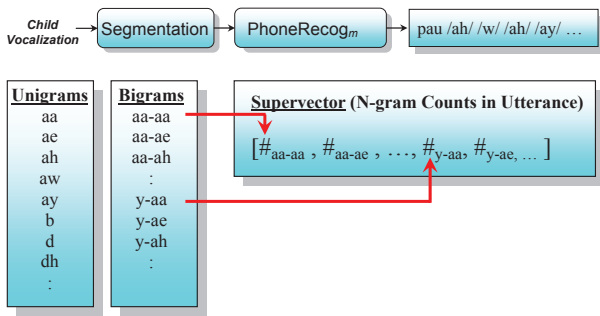 Child
Vocalization
Segmentation
PhoneRecog_m
pau /ah/ /w/ /ah/ /ay/ …
Unigrams
aa
ae
ah
aw
ay
b
d
dh
:
Bigrams
aa-aa
aa-ae
aa-ah
:
y-aa
y-ae
y-ah
:
Supervector (N-gram Counts in Utterance)
[#aa-aa , #aa-ae , …, #y-aa, #y-ae, … ]